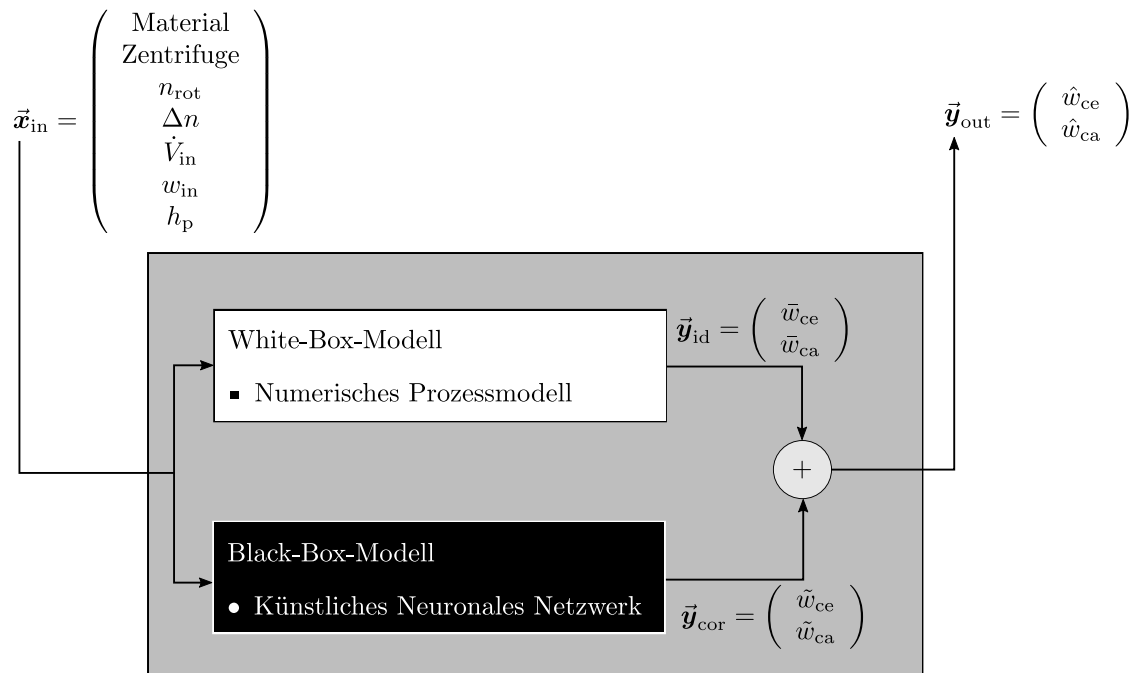 Material
Zentrifuge
n_rot
Δn
V̇_in
w_in
h_p
x⃗_in =
y⃗_out = ( ŵ_ce
ŵ_ca )
White-Box-Modell
▪ Numerisches Prozessmodell
y⃗_id = ( w̄_ce
w̄_ca )
+
Black-Box-Modell
• Künstliches Neuronales Netzwerk
y⃗_cor = ( w̃_ce
w̃_ca )